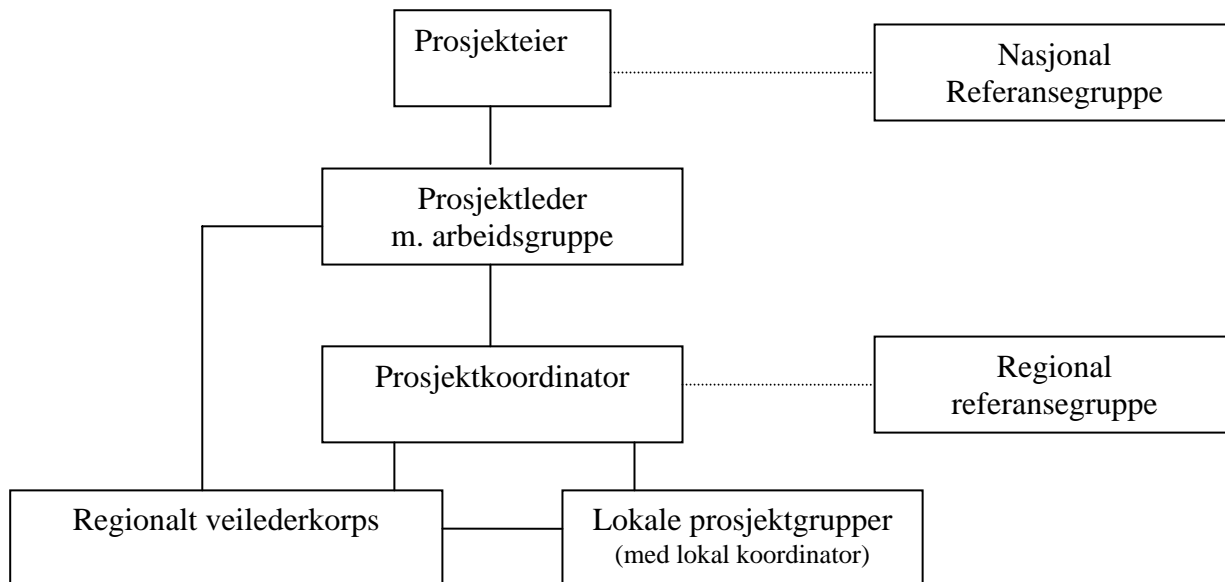 Prosjekteier
Nasjonal
Referansegruppe
Prosjektleder
m. arbeidsgruppe
Prosjektkoordinator
Regional
referansegruppe
Regionalt veilederkorps
Lokale prosjektgrupper
(med lokal koordinator)